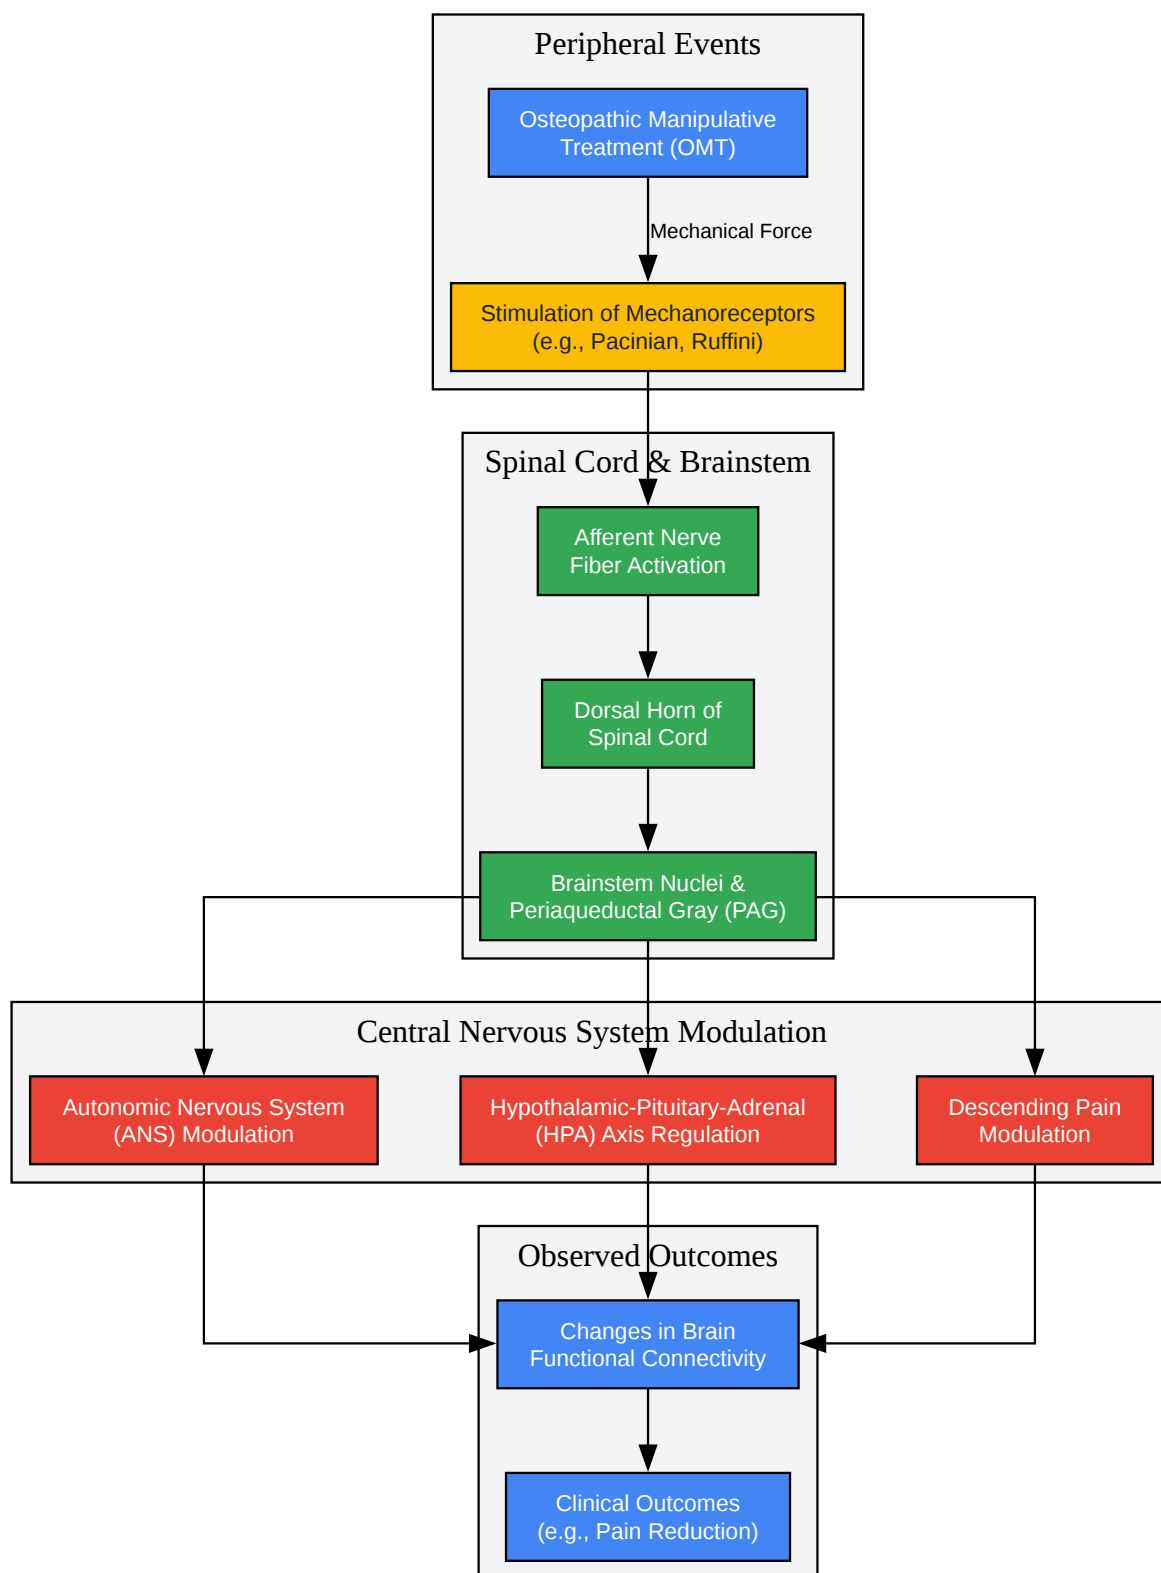 Peripheral Events
Osteopathic Manipulative
Treatment (OMT)
Mechanical Force
Stimulation of Mechanoreceptors
(e.g., Pacinian, Ruffini)
Spinal Cord & Brainstem
Afferent Nerve
Fiber Activation
Dorsal Horn of
Spinal Cord
Brainstem Nuclei &
Periaqueductal Gray (PAG)
Central Nervous System Modulation
Autonomic Nervous System
(ANS) Modulation
Hypothalamic-Pituitary-Adrenal
(HPA) Axis Regulation
Descending Pain
Modulation
Observed Outcomes
Changes in Brain
Functional Connectivity
Clinical Outcomes
(e.g., Pain Reduction)